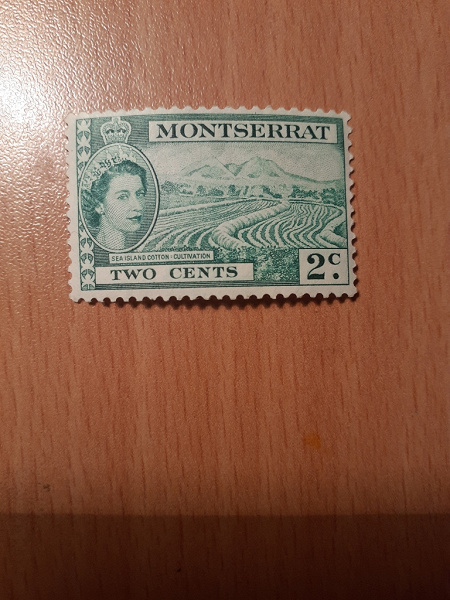 MONTSERRAT
SEA ISLAND COTTON - CULTIVATION
TWO CENTS
2c.